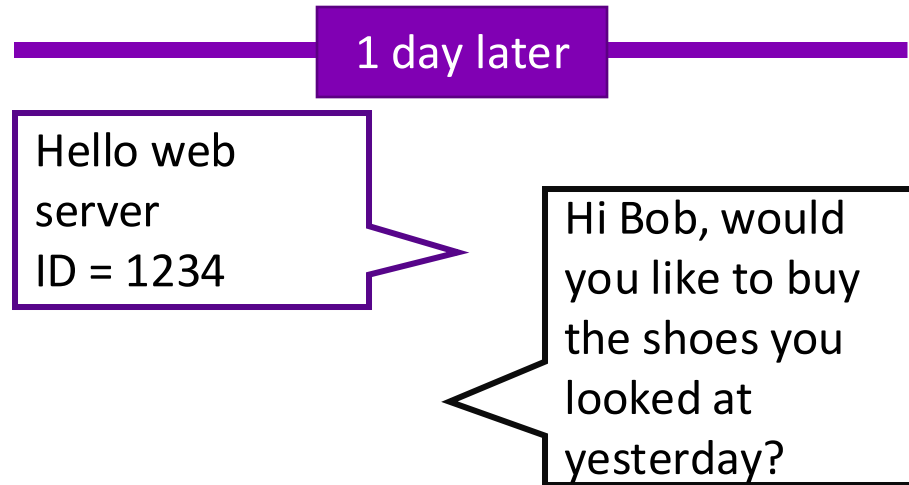 1 day later
Hello web
server
ID = 1234
Hi Bob, would
you like to buy
the shoes you
looked at
yesterday?